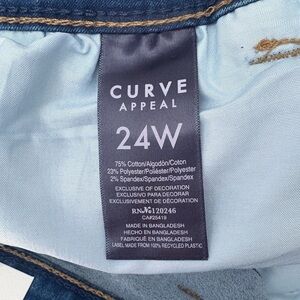 CURVE
APPEAL
24W
75% Cotton/Algodón/Coton
23% Polyester/Poliéster/Polyester
2% Spandex/Spandex/Spandex
EXCLUSIVE OF DECORATION
EXCLUSIVO DE DECORACIÓN
EXCLUSIVEMENT DE DÉCORATION
RN Nº 120246
CA#25419
MADE IN BANGLADESH
HECHO EN BANGLADESH
FABRIQUÉ EN BANGLADESH
LABEL MADE FROM 100% RECYCLED PLASTIC